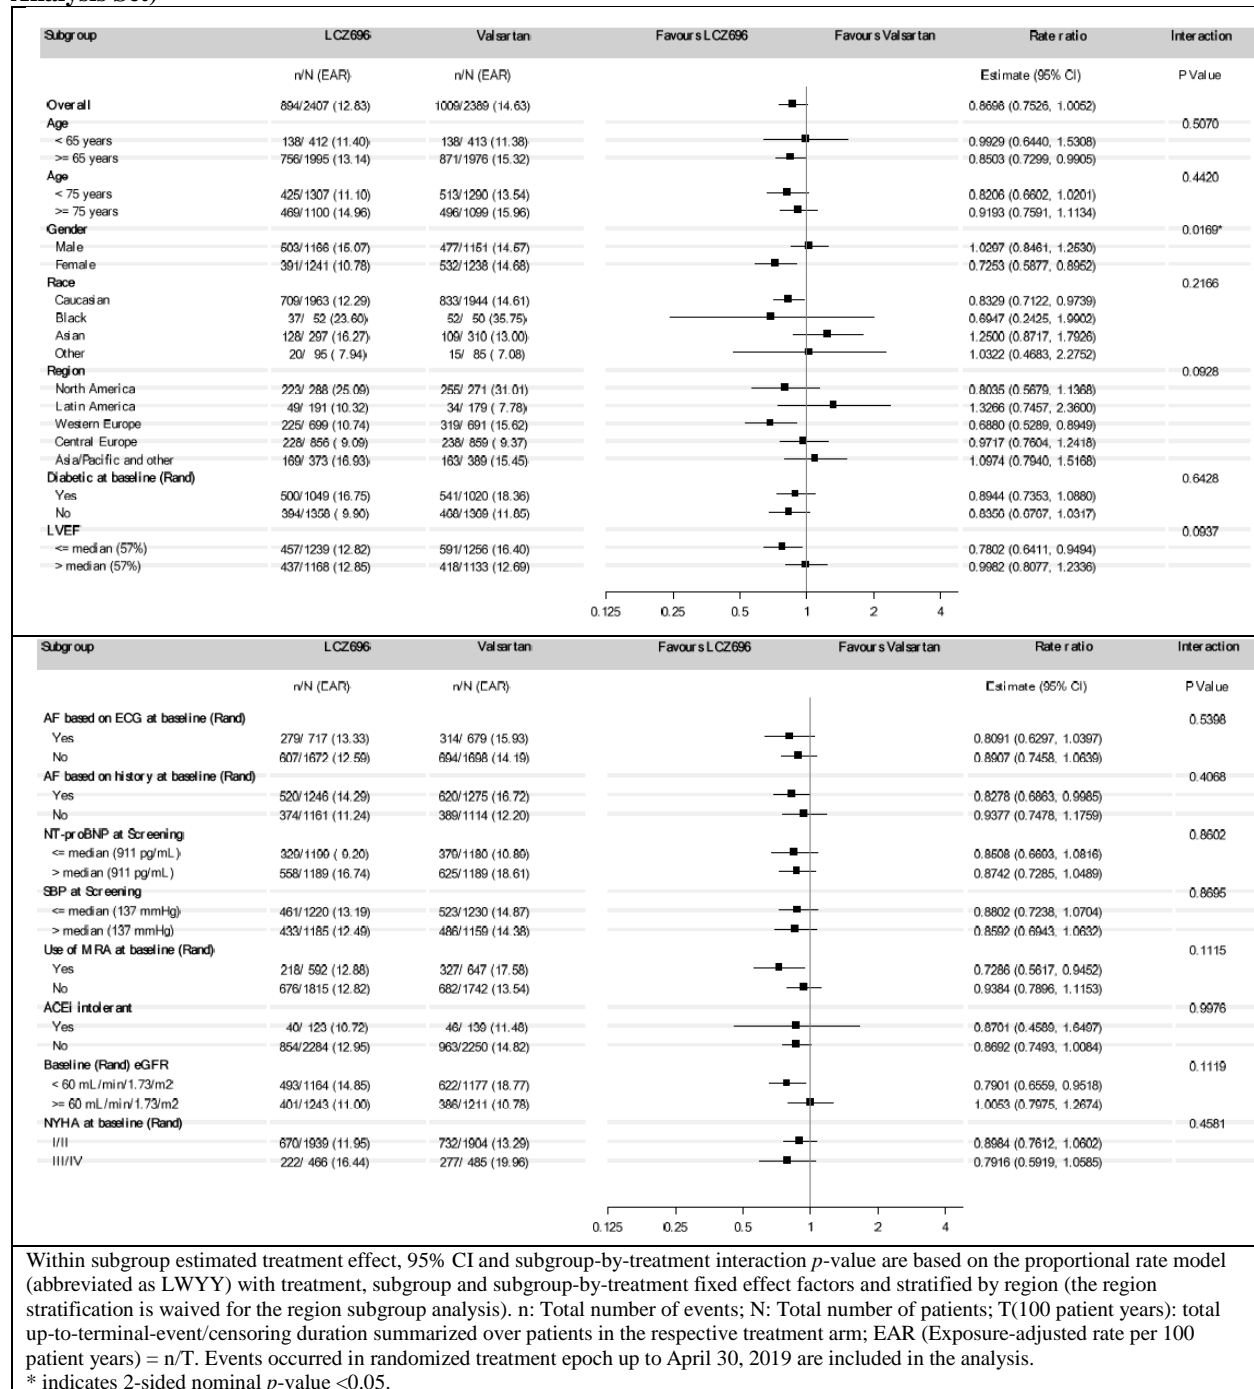 Analysis Set)
Subgroup LCZ696 Valsartan Favours LCZ696 Favours Valsartan Rate ratio Interaction
n/N (EAR) n/N (EAR) Estimate (95% CI) P Value
Overall 894/2407 (12.83) 1009/2389 (14.63) 0.8698 (0.7526, 1.0052)
Age 0.5070
< 65 years 138/ 412 (11.40) 138/ 413 (11.38) 0.9929 (0.6440, 1.5308)
>= 65 years 756/1995 (13.14) 871/1976 (15.32) 0.8503 (0.7299, 0.9905)
Age 0.4420
< 75 years 425/1307 (11.10) 513/1290 (13.54) 0.8206 (0.6602, 1.0201)
>= 75 years 469/1100 (14.96) 496/1099 (15.96) 0.9193 (0.7591, 1.1134)
Gender 0.0169*
Male 503/1166 (15.07) 477/1151 (14.57) 1.0297 (0.8461, 1.2530)
Female 391/1241 (10.78) 532/1238 (14.68) 0.7253 (0.5877, 0.8952)
Race 0.2166
Caucasian 709/1963 (12.29) 833/1944 (14.61) 0.8329 (0.7122, 0.9739)
Black 37/ 52 (23.60) 52/ 50 (35.75) 0.6947 (0.2425, 1.9902)
Asian 128/ 297 (16.27) 109/ 310 (13.00) 1.2500 (0.8717, 1.7926)
Other 20/ 95 ( 7.94) 15/ 85 ( 7.08) 1.0322 (0.4683, 2.2752)
Region 0.0928
North America 223/ 288 (25.09) 255/ 271 (31.01) 0.8035 (0.5679, 1.1368)
Latin America 49/ 191 (10.32) 34/ 179 ( 7.78) 1.3266 (0.7457, 2.3600)
Western Europe 225/ 699 (10.74) 319/ 691 (15.62) 0.6880 (0.5289, 0.8949)
Central Europe 228/ 856 ( 9.09) 238/ 859 ( 9.37) 0.9717 (0.7604, 1.2418)
Asia/Pacific and other 169/ 373 (16.93) 163/ 389 (15.45) 1.0974 (0.7940, 1.5168)
Diabetic at baseline (Rand) 0.6428
Yes 500/1049 (16.75) 541/1020 (18.36) 0.8944 (0.7353, 1.0880)
No 394/1358 ( 9.90) 468/1369 (11.85) 0.8356 (0.6767, 1.0317)
LVEF 0.0937
<= median (57%) 457/1239 (12.82) 591/1256 (16.40) 0.7802 (0.6411, 0.9494)
> median (57%) 437/1168 (12.85) 418/1133 (12.69) 0.9982 (0.8077, 1.2336)
0.125 0.25 0.5 1 2 4
Subgroup LCZ696 Valsartan Favours LCZ696 Favours Valsartan Rate ratio Interaction
n/N (EAR) n/N (EAR) Estimate (95% CI) P Value
AF based on ECG at baseline (Rand) 0.5398
Yes 279/ 717 (13.33) 314/ 679 (15.93) 0.8091 (0.6297, 1.0397)
No 607/1672 (12.59) 694/1698 (14.19) 0.8907 (0.7458, 1.0639)
AF based on history at baseline (Rand) 0.4068
Yes 520/1246 (14.29) 620/1275 (16.72) 0.8278 (0.6863, 0.9985)
No 374/1161 (11.24) 389/1114 (12.20) 0.9377 (0.7478, 1.1759)
NT-proBNP at Screening 0.8602
<= median (911 pg/mL) (10.89)
> median (911 pg/mL) 558/1189 (16.74) 625/1189 (18.61) 0.8742 (0.7285, 1.0489)
SBP at Screening 0.8695
<= median (137 mmHg) 461/1220 (13.19) 523/1230 (14.87) 0.8802 (0.7238, 1.0704)
> median (137 mmHg) 433/1185 (12.49) 486/1159 (14.38) 0.8592 (0.6943, 1.0632)
Use of MRA at baseline (Rand) 0.1115
Yes 218/ 592 (12.88) 327/ 647 (17.58) 0.7286 (0.5617, 0.9452)
No 676/1815 (12.82) 682/1742 (13.54) 0.9384 (0.7896, 1.1153)
ACEi intolerant 0.9976
Yes 40/ 123 (10.72) 46/ 139 (11.48) 0.8701 (0.4589, 1.6497)
No 854/2284 (12.95) 963/2250 (14.82) 0.8692 (0.7493, 1.0084)
Baseline (Rand) eGFR 0.1119
< 60 mL/min/1.73/m2 493/1164 (14.85) 622/1177 (18.77) 0.7901 (0.6559, 0.9518)
>= 60 mL/min/1.73/m2 401/1243 (11.00) 386/1211 (10.78) 1.0053 (0.7975, 1.2674)
NYHA at baseline (Rand) 0.4581
I/II 670/1939 (11.95) 732/1904 (13.29) 0.8984 (0.7612, 1.0602)
III/IV 222/ 466 (16.44) 277/ 485 (19.96) 0.7916 (0.5919, 1.0585)
0.125 0.25 0.5 1 2 4
Within subgroup estimated treatment effect, 95% CI and subgroup-by-treatment interaction p-value are based on the proportional rate model
(abbreviated as LWYY) with treatment, subgroup and subgroup-by-treatment fixed effect factors and stratified by region (the region
stratification is waived for the region subgroup analysis). n: Total number of events; N: Total number of patients; T(100 patient years): total
up-to-terminal-event/censoring duration summarized over patients in the respective treatment arm; EAR (Exposure-adjusted rate per 100
patient years) = n/T. Events occurred in randomized treatment epoch up to April 30, 2019 are included in the analysis.
* indicates 2-sided nominal p-value <0.05.